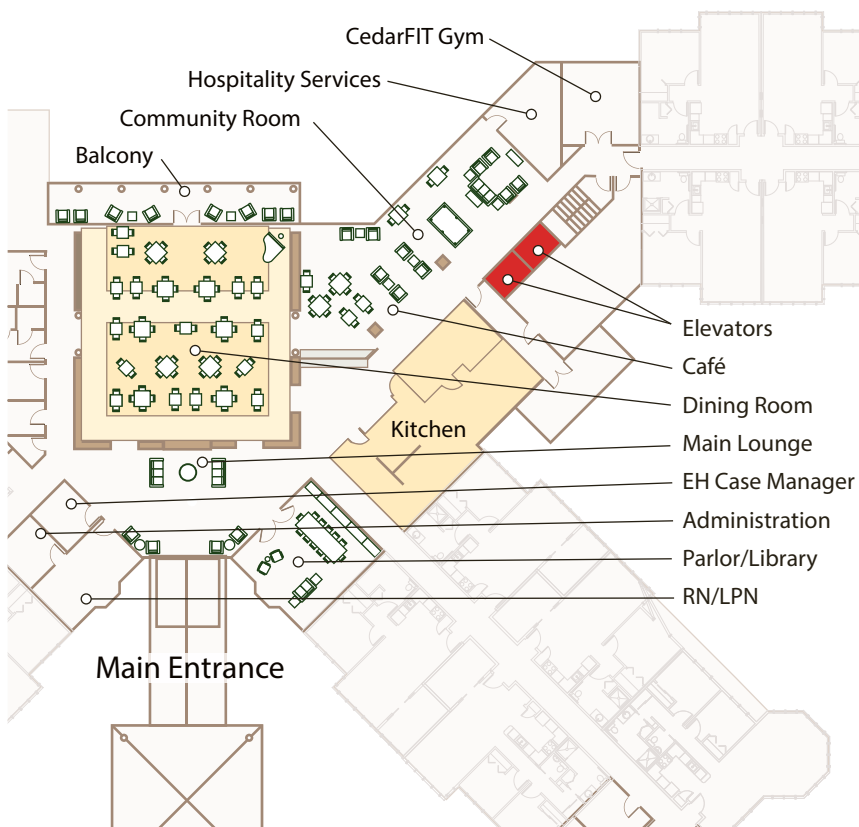 CedarFIT Gym
Hospitality Services
Community Room
Balcony
Elevators
Café
Dining Room
Kitchen
Main Lounge
EH Case Manager
Administration
Parlor/Library
RN/LPN
Main Entrance